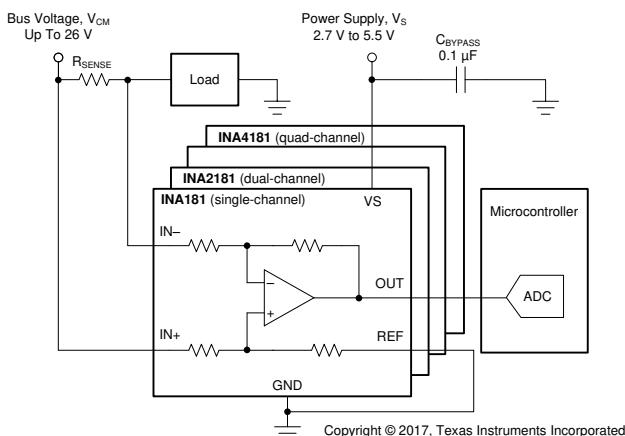 Bus Voltage, VCM
Up To 26 V
Power Supply, VS
2.7 V to 5.5 V
CBYPASS
0.1 µF
RSENSE
Load
INA4181 (quad-channel)
INA2181 (dual-channel)
INA181 (single-channel)
VS
Microcontroller
IN–
OUT
ADC
–
+
IN+
REF
GND
Copyright © 2017, Texas Instruments Incorporated